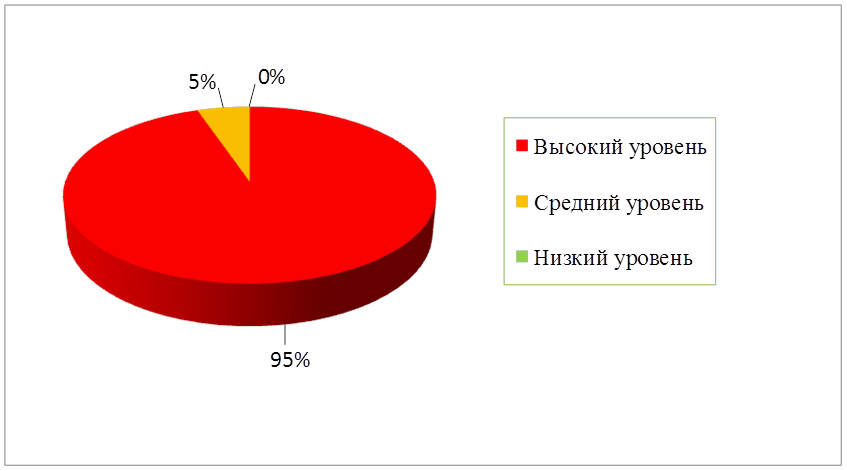 5%
0%
95%
Высокий уровень
Средний уровень
Низкий уровень